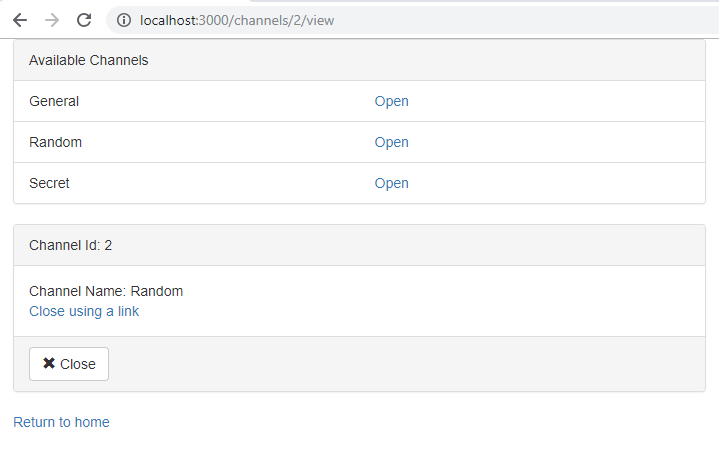 localhost:3000/channels/2/view
Available Channels
General Open
Random Open
Secret Open
Channel Id: 2
Channel Name: Random
Close using a link
✖ Close
Return to home